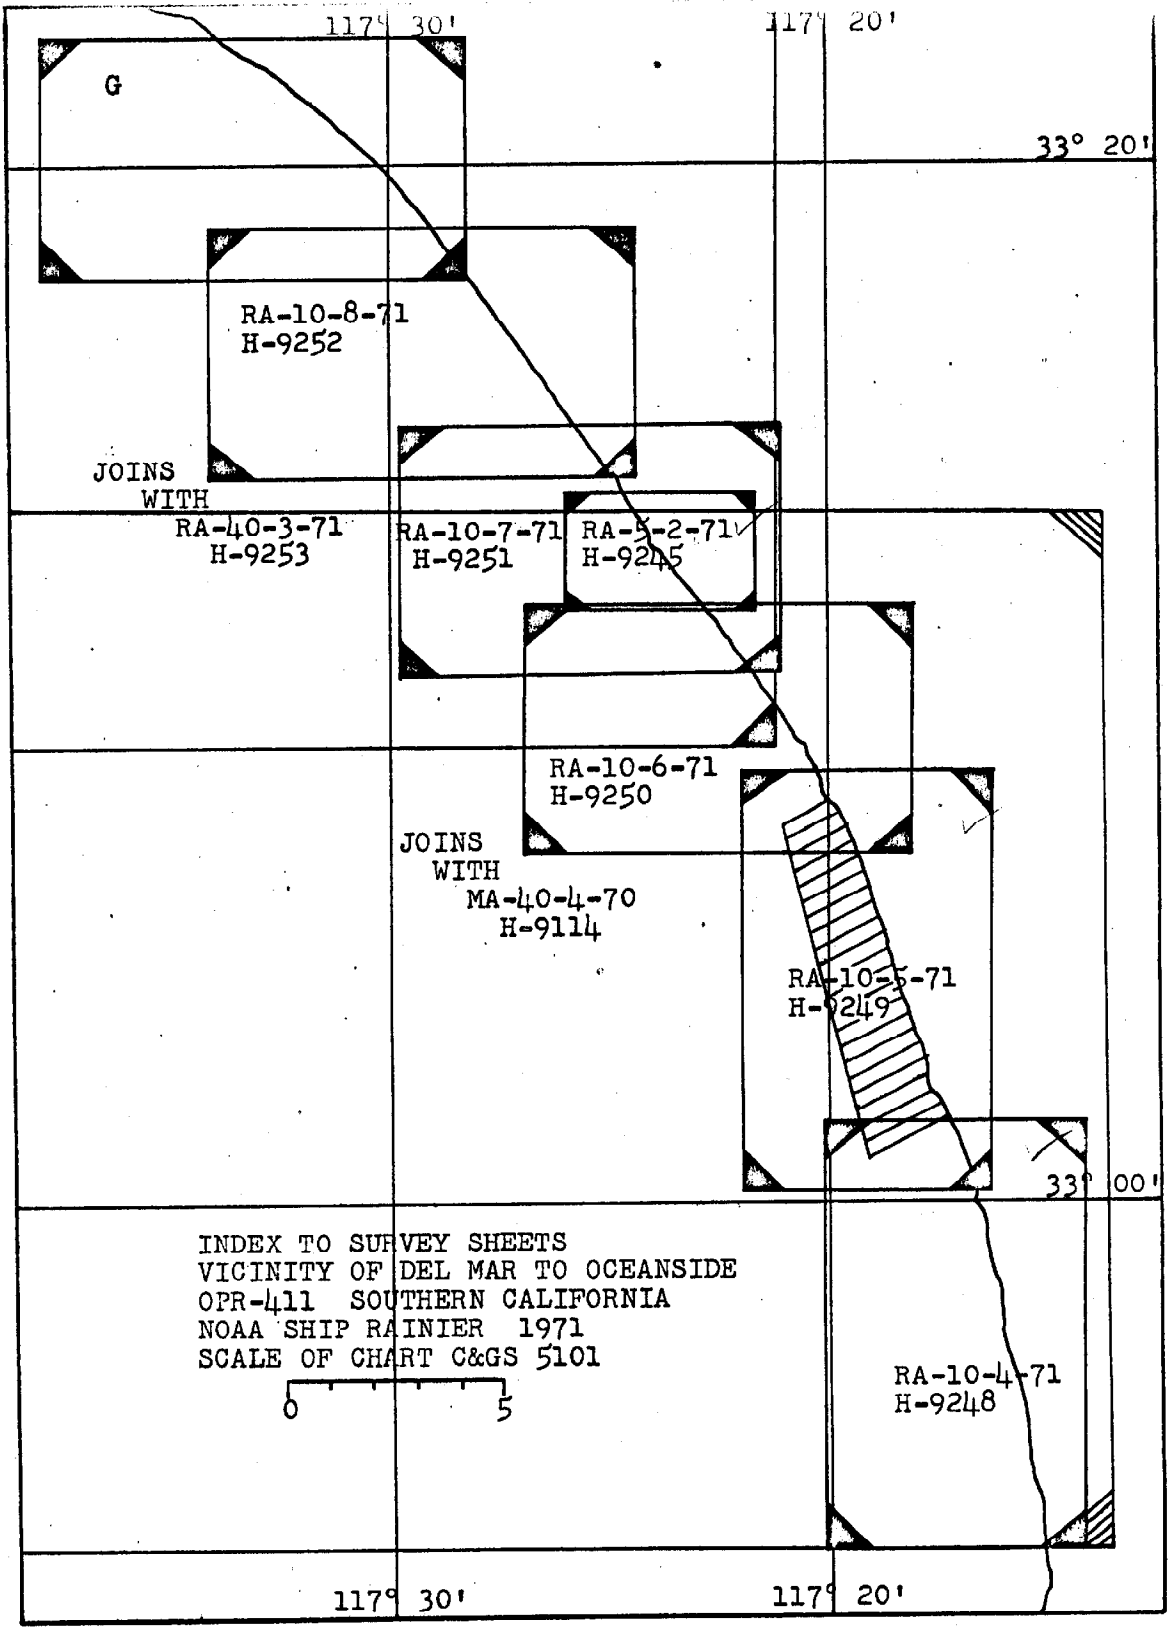 117° 30'
117° 20'
G
33° 20'
RA-10-8-71
H-9252
JOINS
WITH
RA-40-3-71
H-9253
RA-10-7-71
H-9251
RA-5-2-71
H-9245
RA-10-6-71
H-9250
JOINS
WITH
MA-40-4-70
H-9114
RA-10-5-71
H-9249
33° 00'
INDEX TO SURVEY SHEETS
VICINITY OF DEL MAR TO OCEANSIDE
OPR-411 SOUTHERN CALIFORNIA
NOAA SHIP RAINIER 1971
SCALE OF CHART C&GS 5101
0 5
RA-10-4-71
H-9248
117° 30'
117° 20'